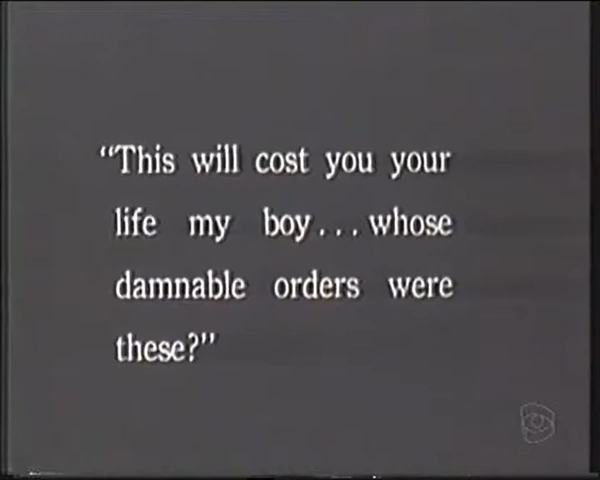 “This will cost you your
life my boy...whose
damnable orders were
these?”